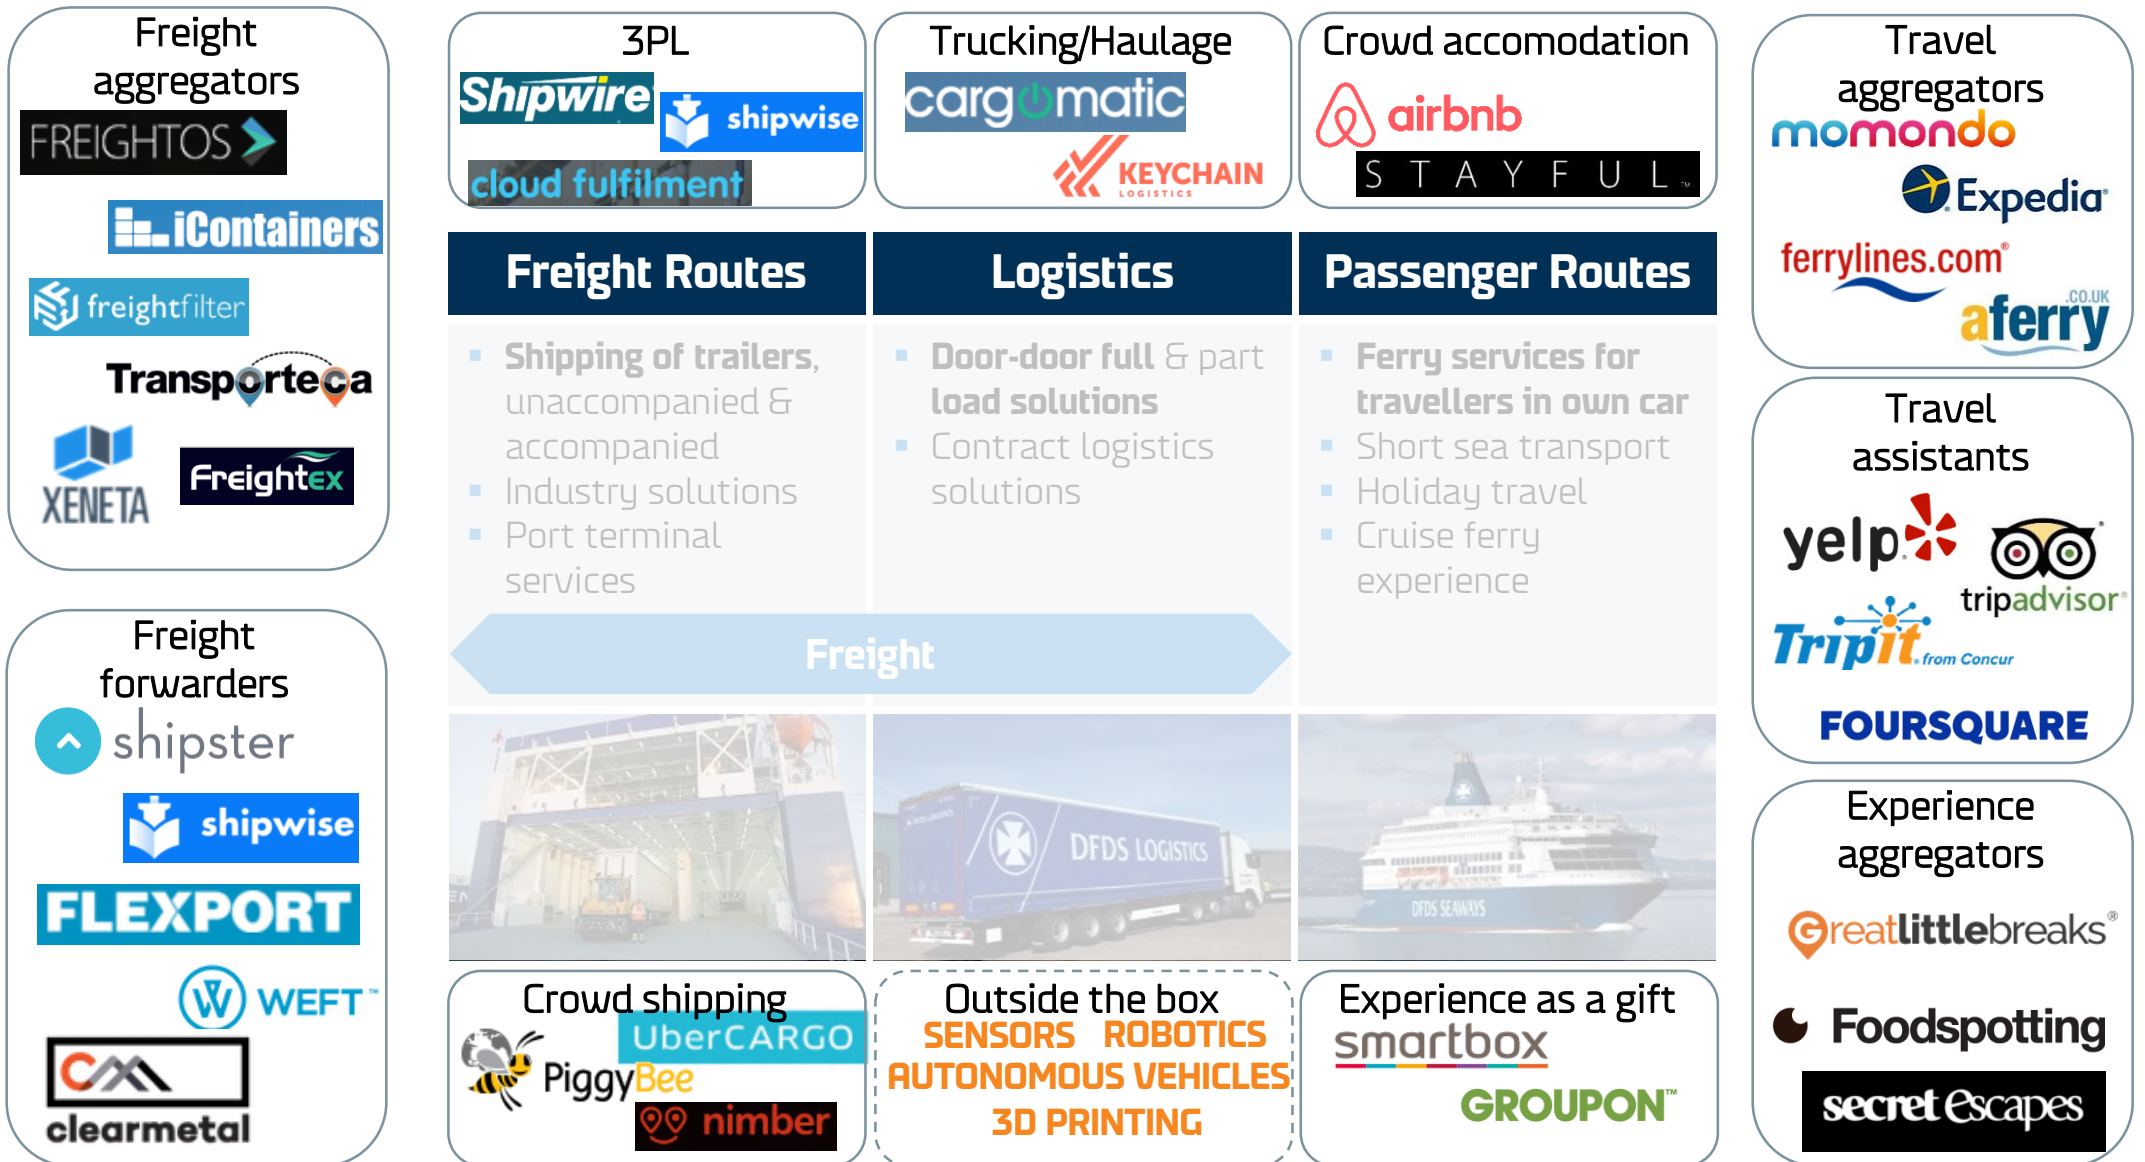 Freight
aggregators
FREIGHTOS
iContainers
freightfilter
Transporteca
XENETA
Freightex
Freight
forwarders
shipster
shipwise
FLEXPORT
WEFT™
CM
clearmetal
3PL
Shipwire
shipwise
cloud fulfilment
Trucking/Haulage
cargomatic
KEYCHAIN
LOGISTICS
Crowd accomodation
airbnb
STAYFUL™
Freight Routes
Logistics
Passenger Routes
▪ Shipping of trailers,
unaccompanied &
accompanied
▪ Industry solutions
▪ Port terminal
services
▪ Door-door full & part
load solutions
▪ Contract logistics
solutions
▪ Ferry services for
travellers in own car
▪ Short sea transport
▪ Holiday travel
▪ Cruise ferry
experience
Freight
DFDS LOGISTICS
DFDS SEAWAYS
Crowd shipping
UberCARGO
PiggyBee
nimber
Outside the box
SENSORS ROBOTICS
AUTONOMOUS VEHICLES
3D PRINTING
Experience as a gift
smartbox
GROUPON™
Travel
aggregators
momondo
Expedia®
ferrylines.com®
.CO.UK
aferry
Travel
assistants
yelp
tripadvisor®
Tripit® from Concur
FOURSQUARE
Experience
aggregators
Greatlittlebreaks®
Foodspotting
secret escapes